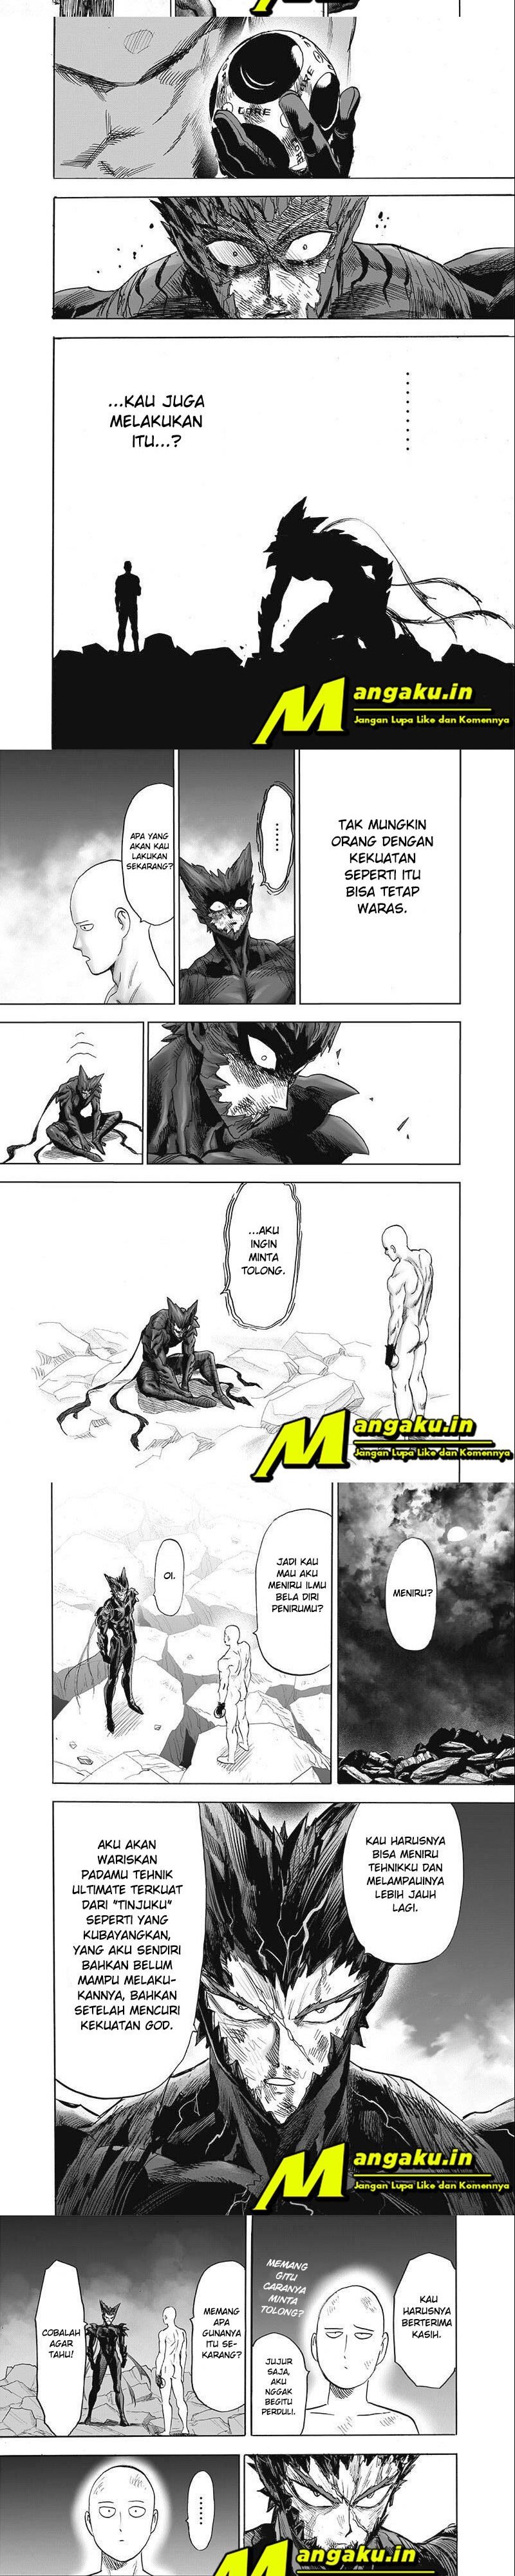 CORE
...KAU JUGA
MELAKUKAN
ITU...?
Mangaku.in
Jangan Lupa Like dan Komennya
TAK MUNGKIN
ORANG DENGAN
KEKUATAN
SEPERTI ITU
BISA TETAP
WARAS.
APA YANG
AKAN KAU
LAKUKAN
SEKARANG?
...AKU
INGIN
MINTA
TOLONG.
Mangaku.in
Jangan Lupa Like dan Komennya
MENIRU?
JADI KAU
MAU AKU
MENIRU ILMU
BELA DIRI
PENIRUMU?
OI.
KAU HARUSNYA
BISA MENIRU
TEHNIKKU DAN
MELAMPAUINYA
LEBIH JAUH
LAGI.
AKU AKAN
WARISKAN
PADAMU TEHNIK
ULTIMATE TERKUAT
DARI "TINJUKU"
SEPERTI YANG
KUBAYANGKAN,
YANG AKU SENDIRI
BAHKAN BELUM
MAMPU MELAKU-
KANNYA, BAHKAN
SETELAH MENCURI
KEKUATAN GOD.
Mangaku.in
Jangan Lupa Like dan Komennya
KAU
HARUSNYA
BERTERIMA
KASIH.
MEMANG
GITU
CARANYA
MINTA
TOLONG?
JUJUR
SAJA,
AKU
NGGAK
BEGITU
PERDULI.
MEMANG
APA
GUNANYA
ITU SE-
KARANG?
COBALAH
AGAR
TAHU!
Mangaku.in